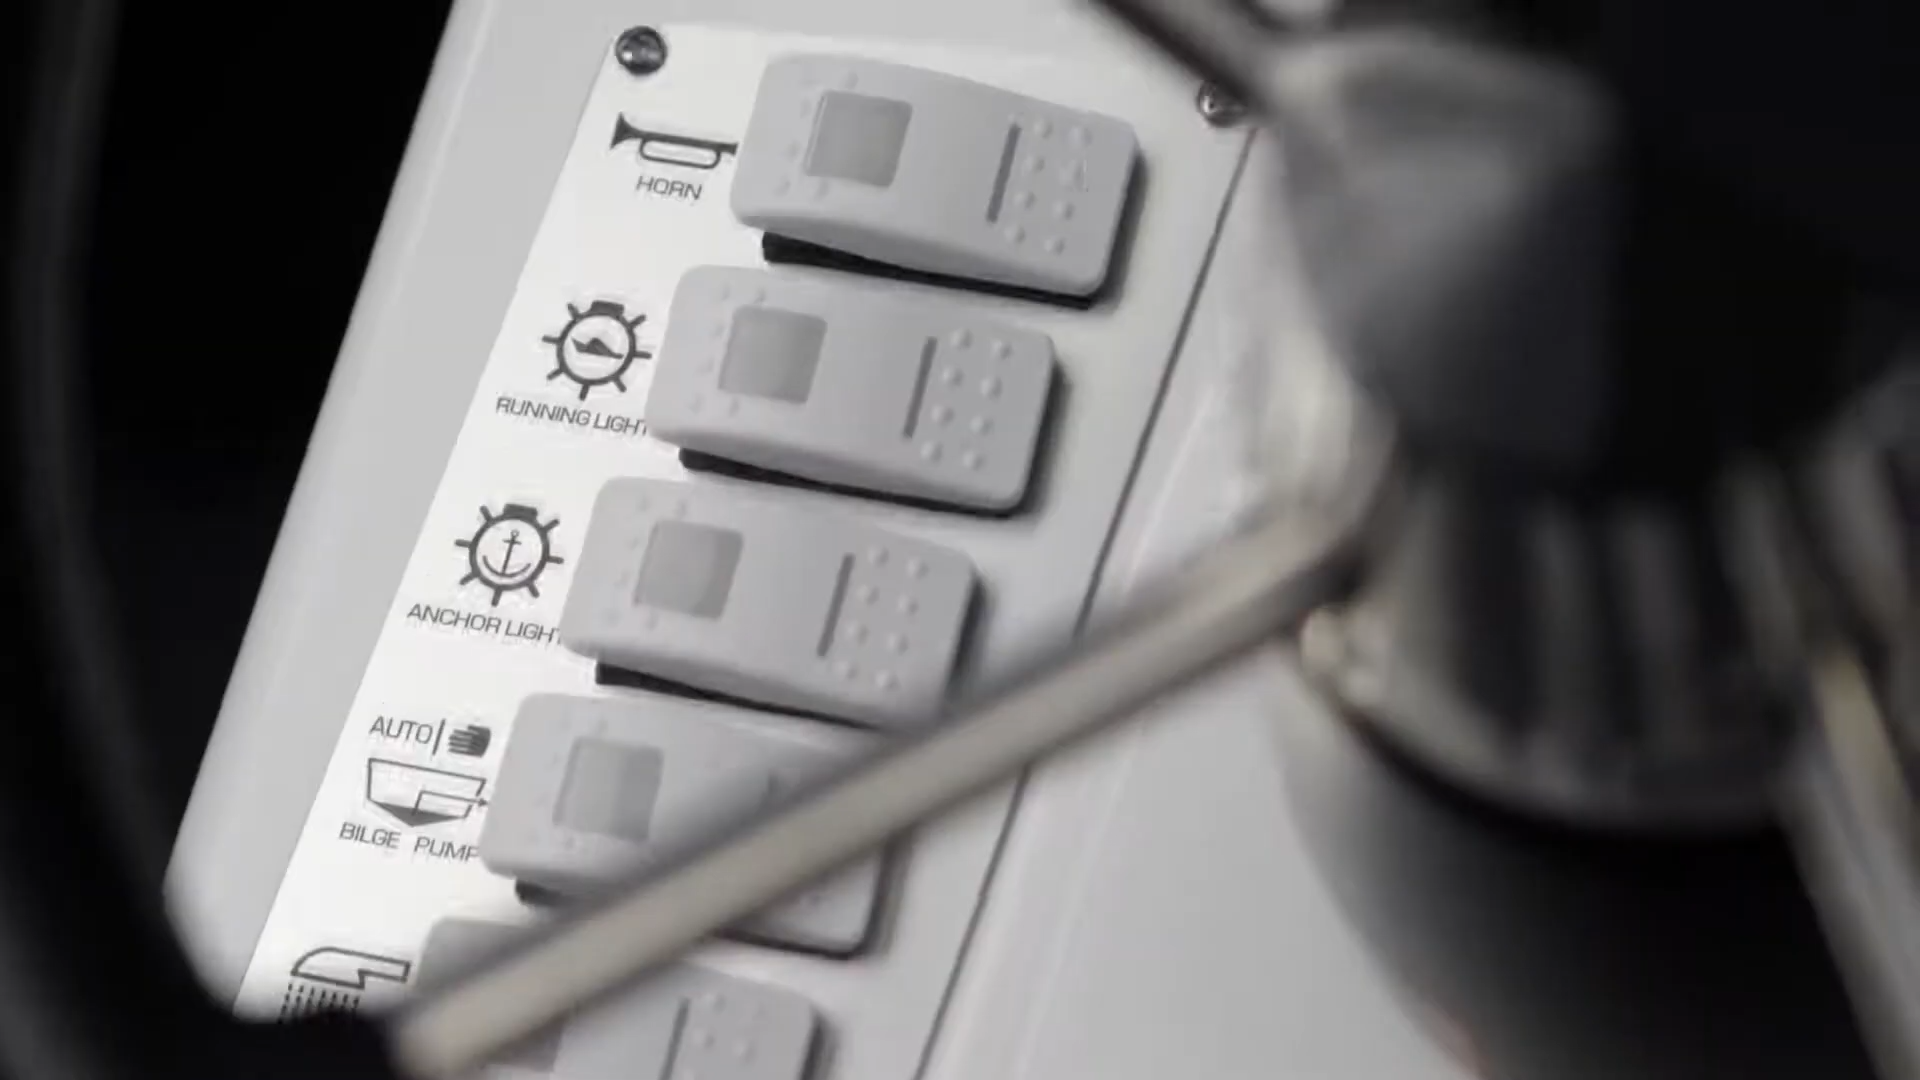 HORN
RUNNING LIGHT
ANCHOR LIGHT
AUTO
BILGE PUMP